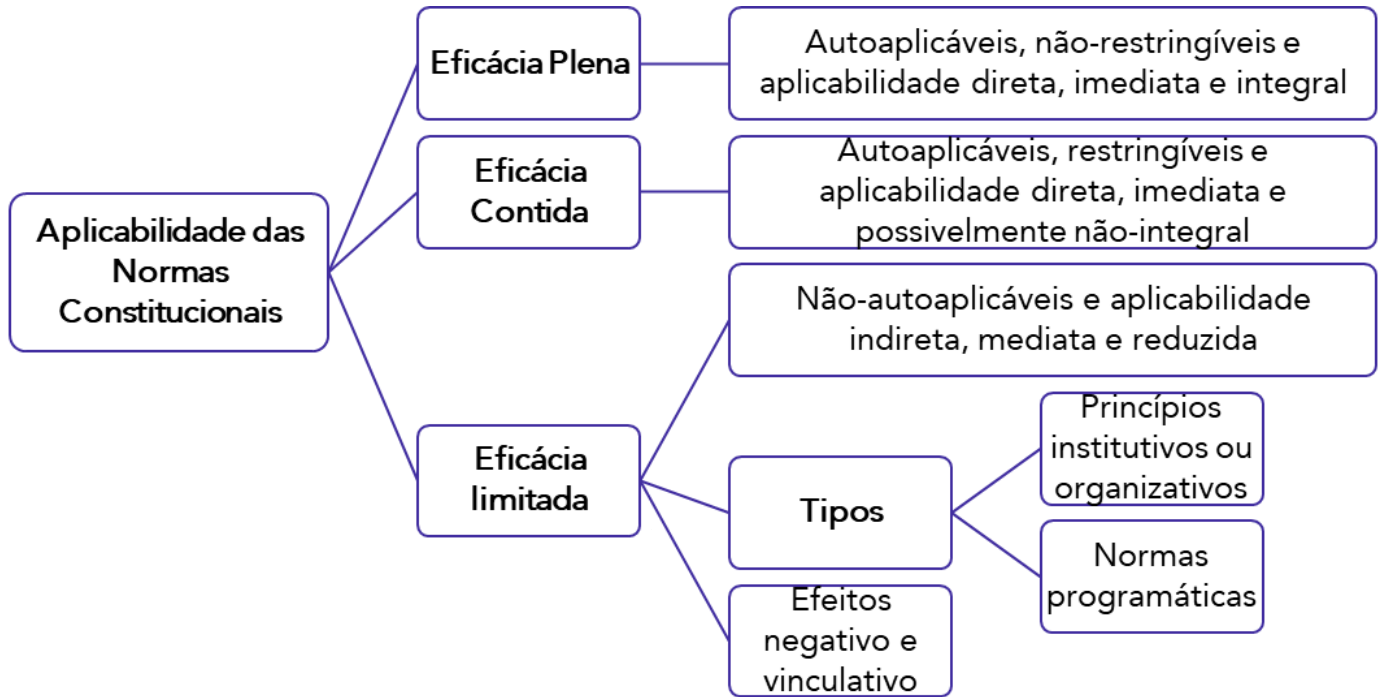 Aplicabilidade das
Normas
Constitucionais
Eficácia Plena
Autoaplicáveis, não-restringíveis e
aplicabilidade direta, imediata e integral
Eficácia
Contida
Autoaplicáveis, restringíveis e
aplicabilidade direta, imediata e
possivelmente não-integral
Eficácia
limitada
Não-autoaplicáveis e aplicabilidade
indireta, mediata e reduzida
Tipos
Princípios
institutivos ou
organizativos
Normas
programáticas
Efeitos
negativo e
vinculativo